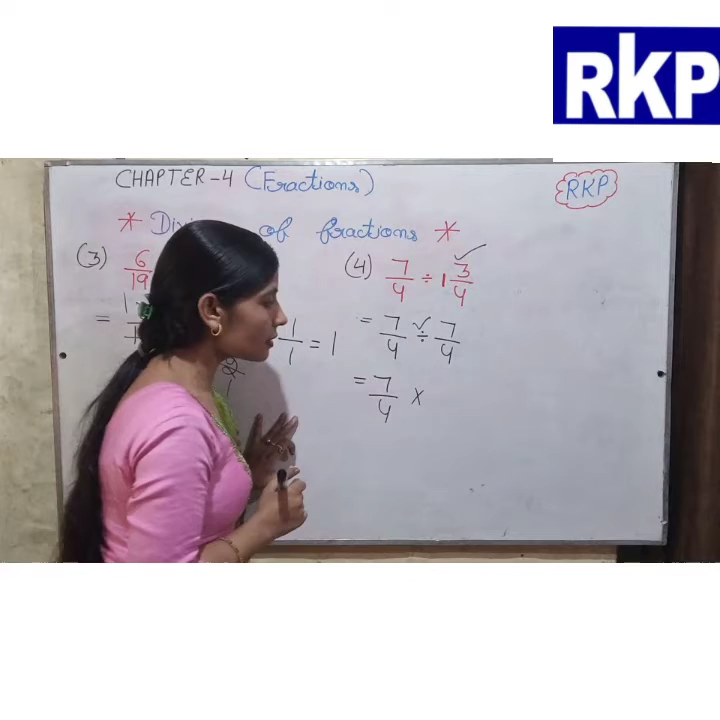 RKP
CHAPTER-4 (Fractions)
RKP
* of fractions *
(3) 6/19
(4) 7/4 ÷ 1 3/4
= 1/1 = 1
= 7/4 ÷ 7/4
= 7/4 ×